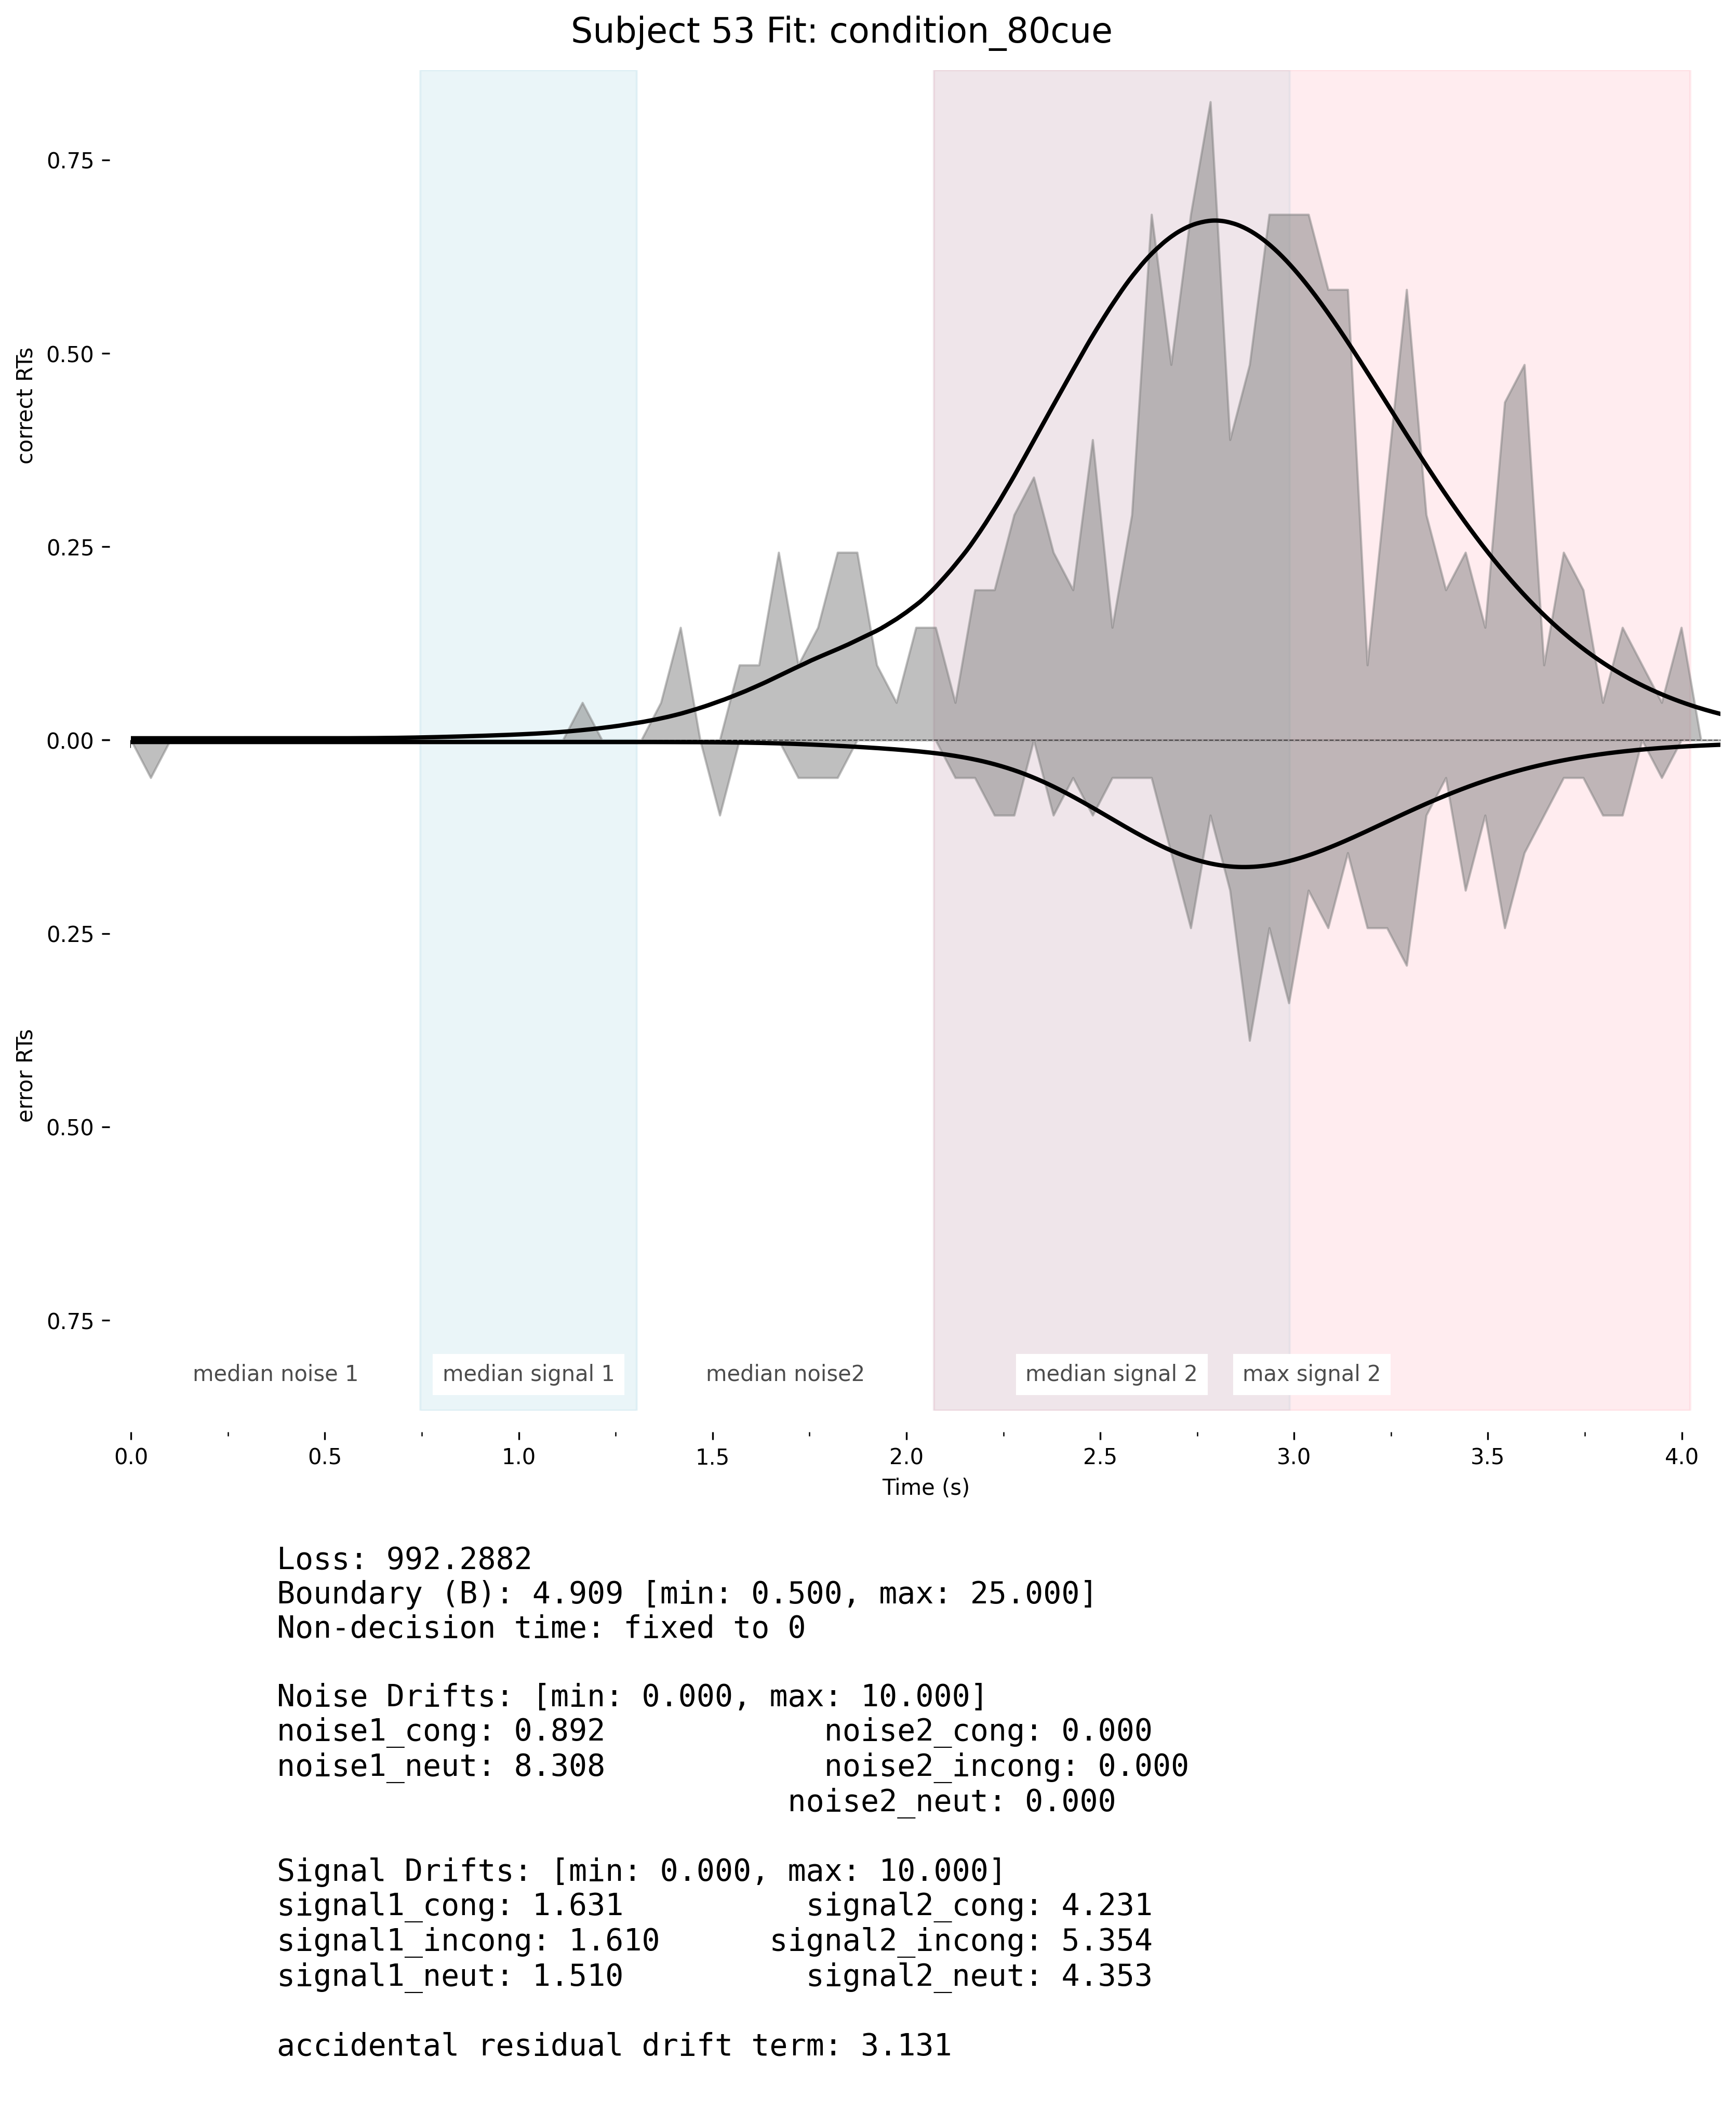 Subject 53 Fit: condition_80cue
0.75
0.50
0.25
0.00
0.25
0.50
0.75
correct RTs
error RTs
median noise 1
median signal 1
median noise2
median signal 2
max signal 2
0.0 0.5 1.0 1.5 2.0 2.5 3.0 3.5 4.0
Time (s)
Loss: 992.2882
Boundary (B): 4.909 [min: 0.500, max: 25.000]
Non-decision time: fixed to 0
Noise Drifts: [min: 0.000, max: 10.000]
noise1_cong: 0.892 noise2_cong: 0.000
noise1_neut: 8.308 noise2_incong: 0.000
noise2_neut: 0.000
Signal Drifts: [min: 0.000, max: 10.000]
signal1_cong: 1.631 signal2_cong: 4.231
signal1_incong: 1.610 signal2_incong: 5.354
signal1_neut: 1.510 signal2_neut: 4.353
accidental residual drift term: 3.131